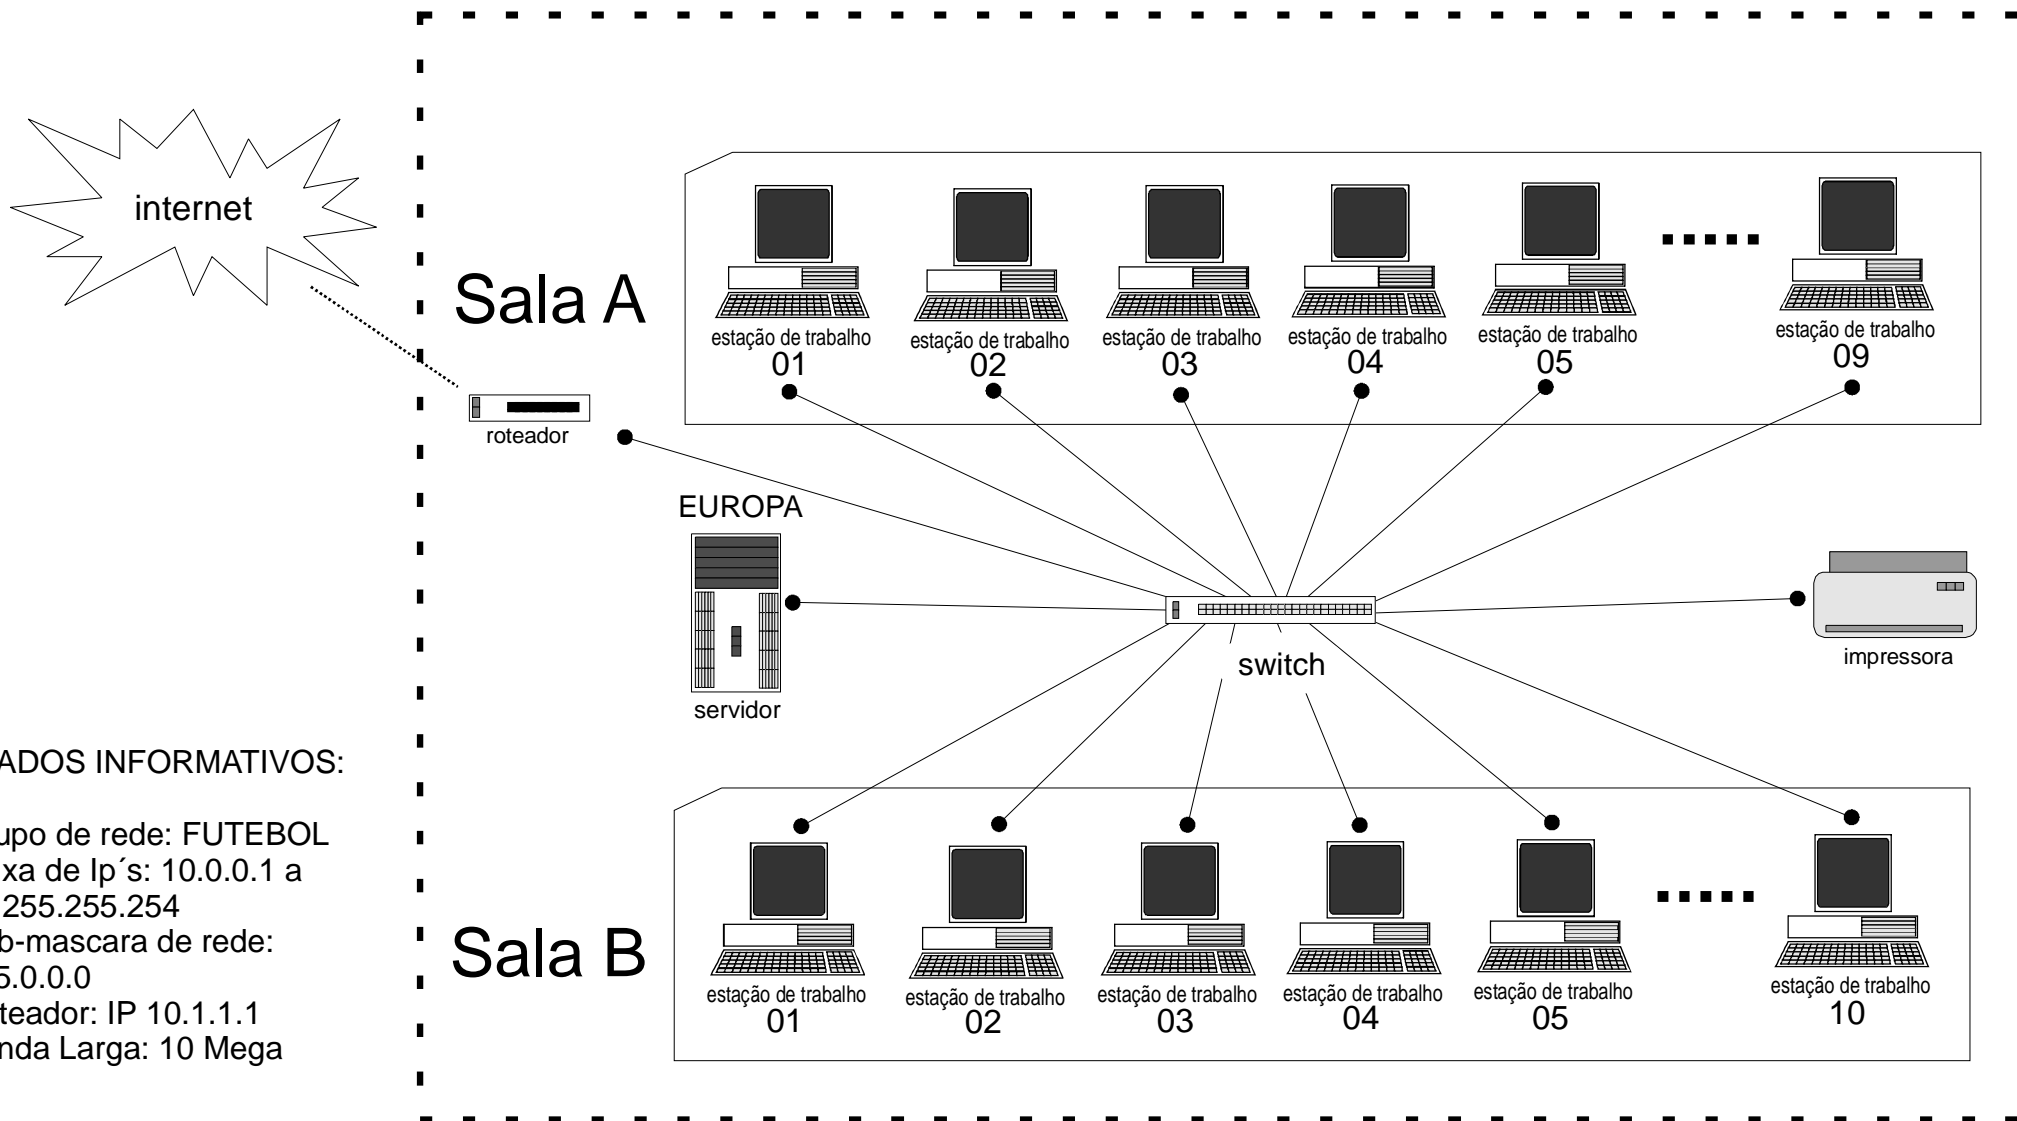 internet
Sala A
estação de trabalho
01
estação de trabalho
02
estação de trabalho
03
estação de trabalho
04
estação de trabalho
05
estação de trabalho
09
roteador
EUROPA
servidor
switch
impressora
ADOS INFORMATIVOS:
upo de rede: FUTEBOL
ixa de Ip´s: 10.0.0.1 a
.255.255.254
b-mascara de rede:
5.0.0.0
teador: IP 10.1.1.1
nda Larga: 10 Mega
Sala B
estação de trabalho
01
estação de trabalho
02
estação de trabalho
03
estação de trabalho
04
estação de trabalho
05
estação de trabalho
10